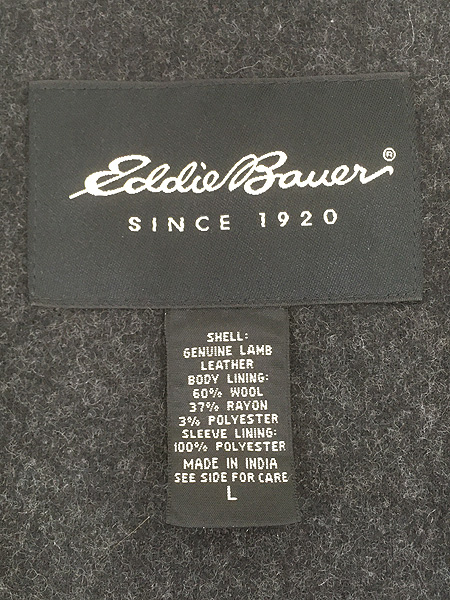 Eddie Bauer®
SINCE 1920
SHELL:
GENUINE LAMB
LEATHER
BODY LINING:
60% WOOL
37% RAYON
3% POLYESTER
SLEEVE LINING:
100% POLYESTER
MADE IN INDIA
SEE SIDE FOR CARE
L